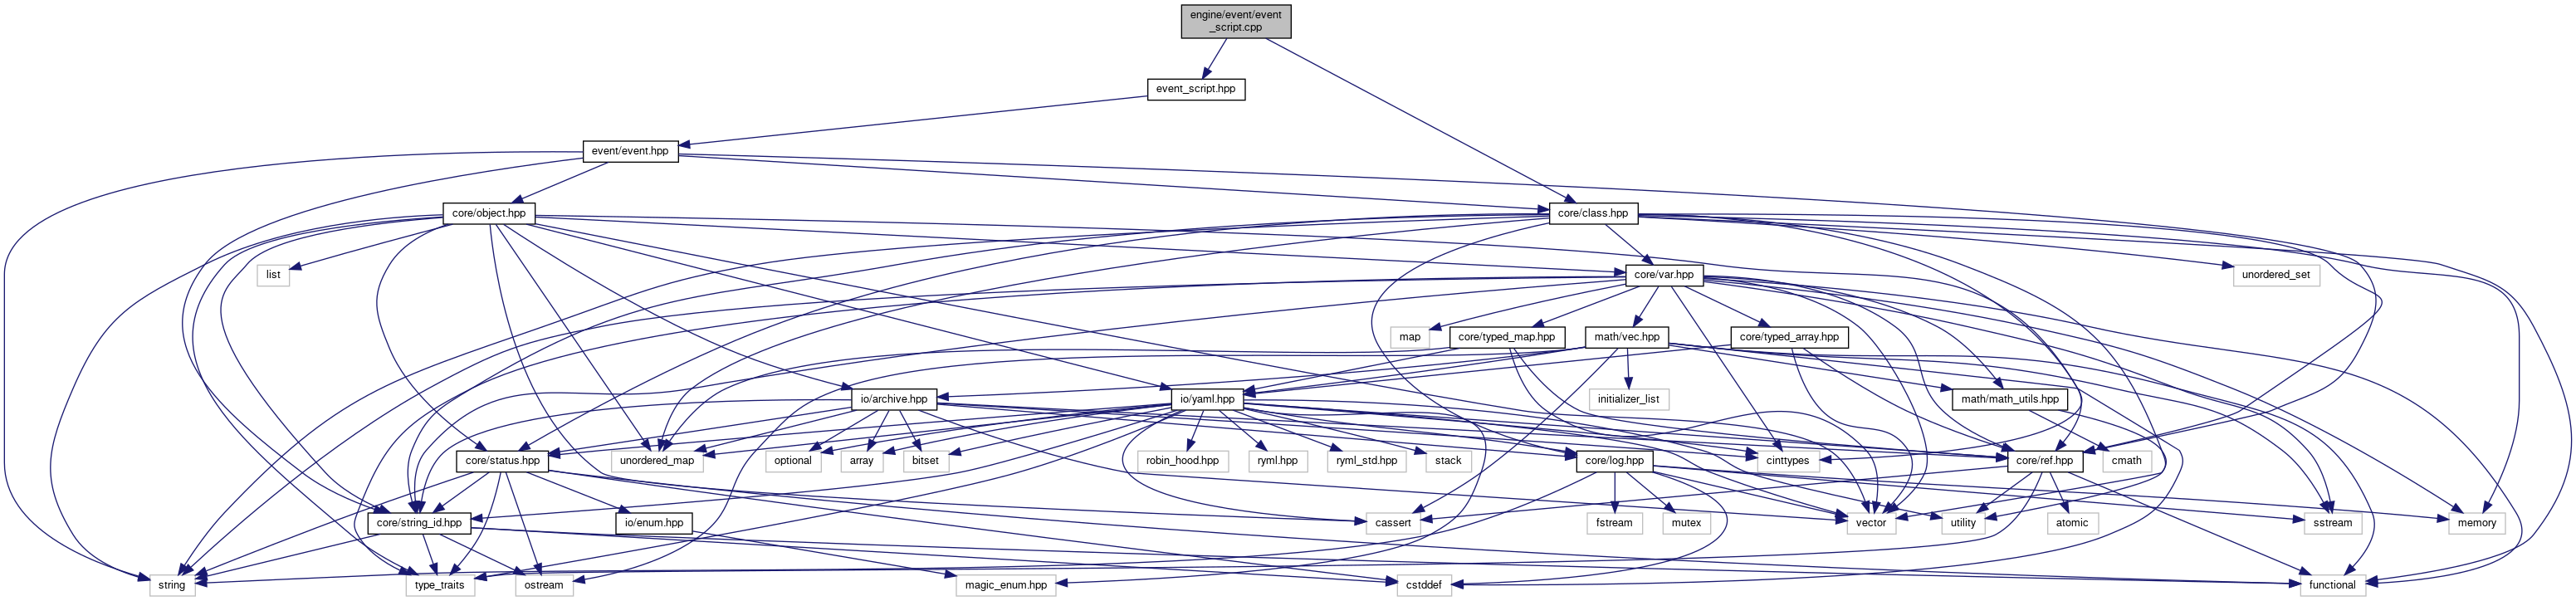 engine/event/event
_script.cpp
event_script.hpp
event/event.hpp
core/object.hpp
core/class.hpp
list
core/var.hpp
unordered_set
map
core/typed_map.hpp
math/vec.hpp
core/typed_array.hpp
io/archive.hpp
io/yaml.hpp
initializer_list
math/math_utils.hpp
core/status.hpp
unordered_map
optional
array
bitset
robin_hood.hpp
ryml.hpp
ryml_std.hpp
stack
core/log.hpp
cinttypes
core/ref.hpp
cmath
core/string_id.hpp
io/enum.hpp
cassert
fstream
mutex
vector
utility
atomic
sstream
memory
string
type_traits
ostream
magic_enum.hpp
cstddef
functional